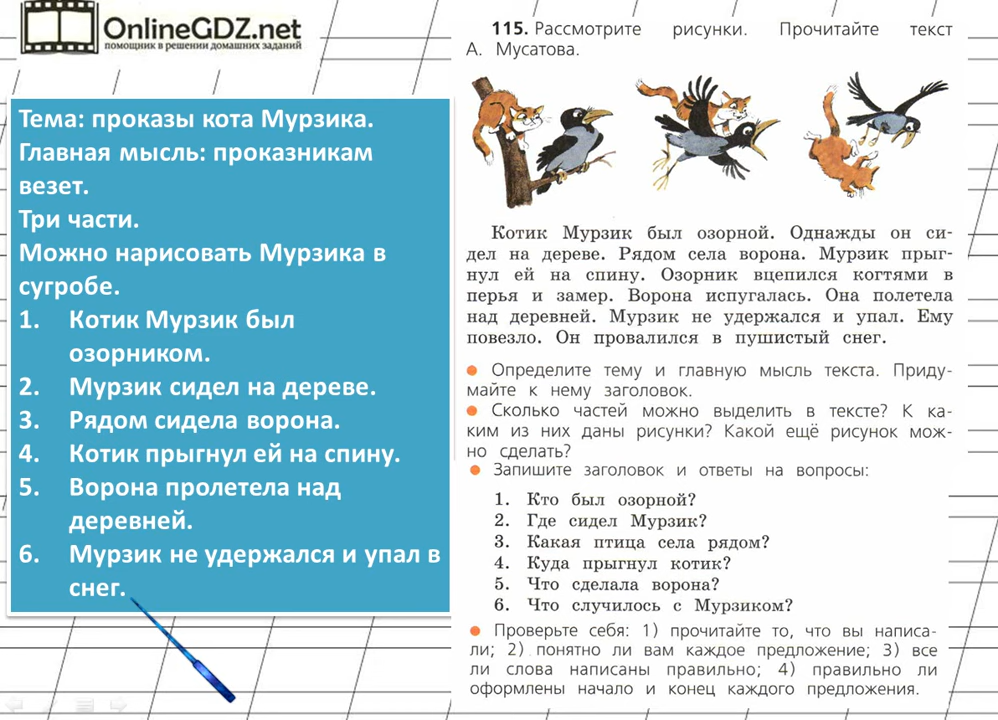 OnlineGDZ.net
помощник в решении домашних заданий
Тема: проказы кота Мурзика.
Главная мысль: проказникам
везет.
Три части.
Можно нарисовать Мурзика в
сугробе.
1. Котик Мурзик был
озорником.
2. Мурзик сидел на дереве.
3. Рядом сидела ворона.
4. Котик прыгнул ей на спину.
5. Ворона пролетела над
деревней.
6. Мурзик не удержался и упал в
снег.
115. Рассмотрите рисунки. Прочитайте текст
А. Мусатова.
Котик Мурзик был озорной. Однажды он си-
дел на дереве. Рядом села ворона. Мурзик прыг-
нул ей на спину. Озорник вцепился когтями в
перья и замер. Ворона испугалась. Она полетела
над деревней. Мурзик не удержался и упал. Ему
повезло. Он провалился в пушистый снег.
Определите тему и главную мысль текста. Приду-
майте к нему заголовок.
Сколько частей можно выделить в тексте? К ка-
ким из них даны рисунки? Какой ещё рисунок мож-
но сделать?
Запишите заголовок и ответы на вопросы:
1. Кто был озорной?
2. Где сидел Мурзик?
3. Какая птица села рядом?
4. Куда прыгнул котик?
5. Что сделала ворона?
6. Что случилось с Мурзиком?
Проверьте себя: 1) прочитайте то, что вы написа-
ли; 2) понятно ли вам каждое предложение; 3) все
ли слова написаны правильно; 4) правильно ли
оформлены начало и конец каждого предложения.